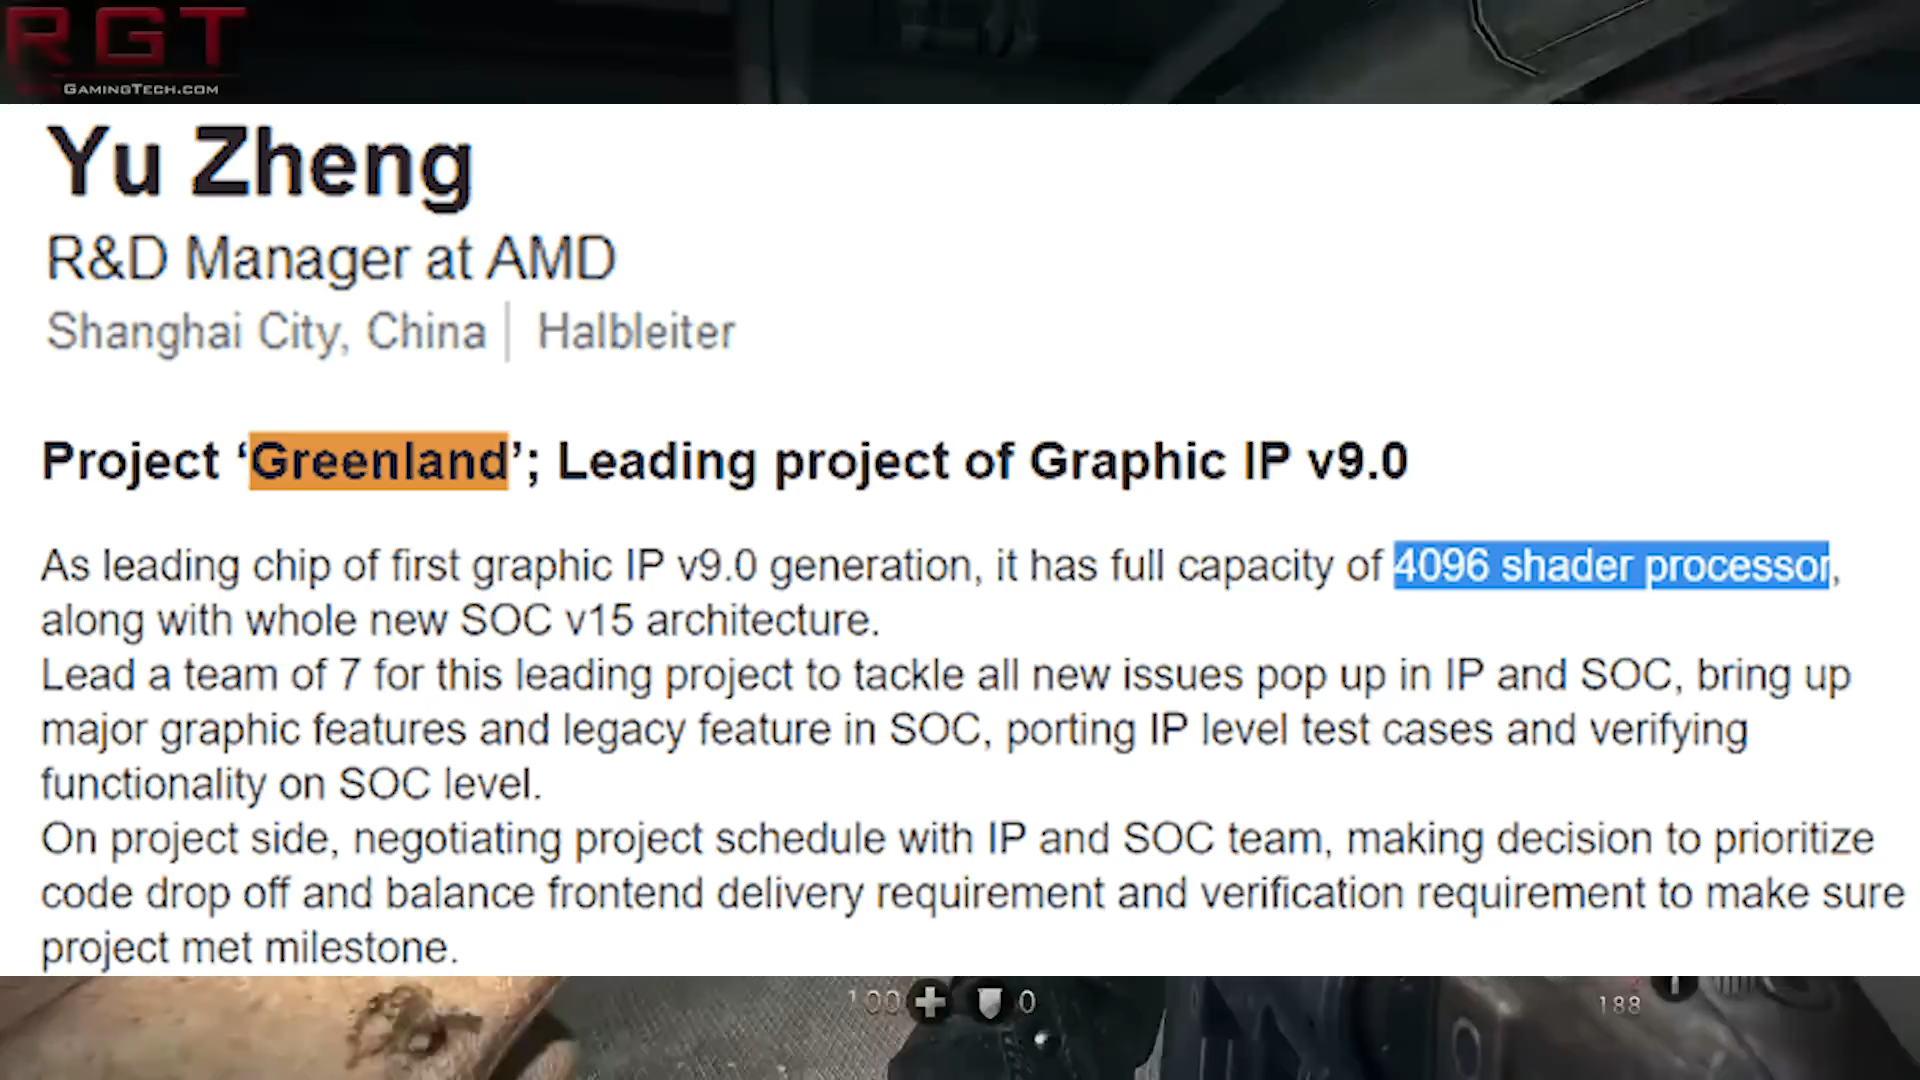 RGT
GAMINGTECH.COM
Yu Zheng
R&D Manager at AMD
Shanghai City, China | Halbleiter
Project ‘Greenland’; Leading project of Graphic IP v9.0
As leading chip of first graphic IP v9.0 generation, it has full capacity of 4096 shader processor,
along with whole new SOC v15 architecture.
Lead a team of 7 for this leading project to tackle all new issues pop up in IP and SOC, bring up
major graphic features and legacy feature in SOC, porting IP level test cases and verifying
functionality on SOC level.
On project side, negotiating project schedule with IP and SOC team, making decision to prioritize
code drop off and balance frontend delivery requirement and verification requirement to make sure
project met milestone.
100 0 188